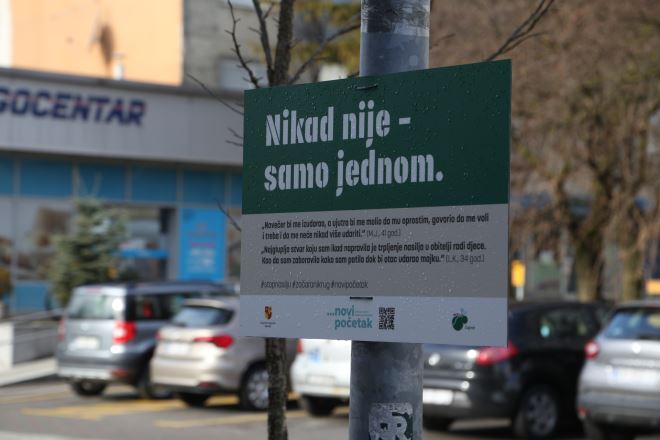 GOCENTAR
Nikad nije -
samo jednom.
„Navečer bi me izudarao, a ujutro bi me molio da mu oprostim, govorio da me voli
i treba i da me neće nikad više udariti.“ (M.J., 41 god.)
„Najgluplja stvar koju sam ikad napravila je trpljenje nasilja u obitelji radi djece.
Kao da sam zaboravila kako sam patila dok bi otac udarao majku.“ (L.K., 34 god.)
#stopnasilju #začaranikrug #novipočetak
...novi
početak